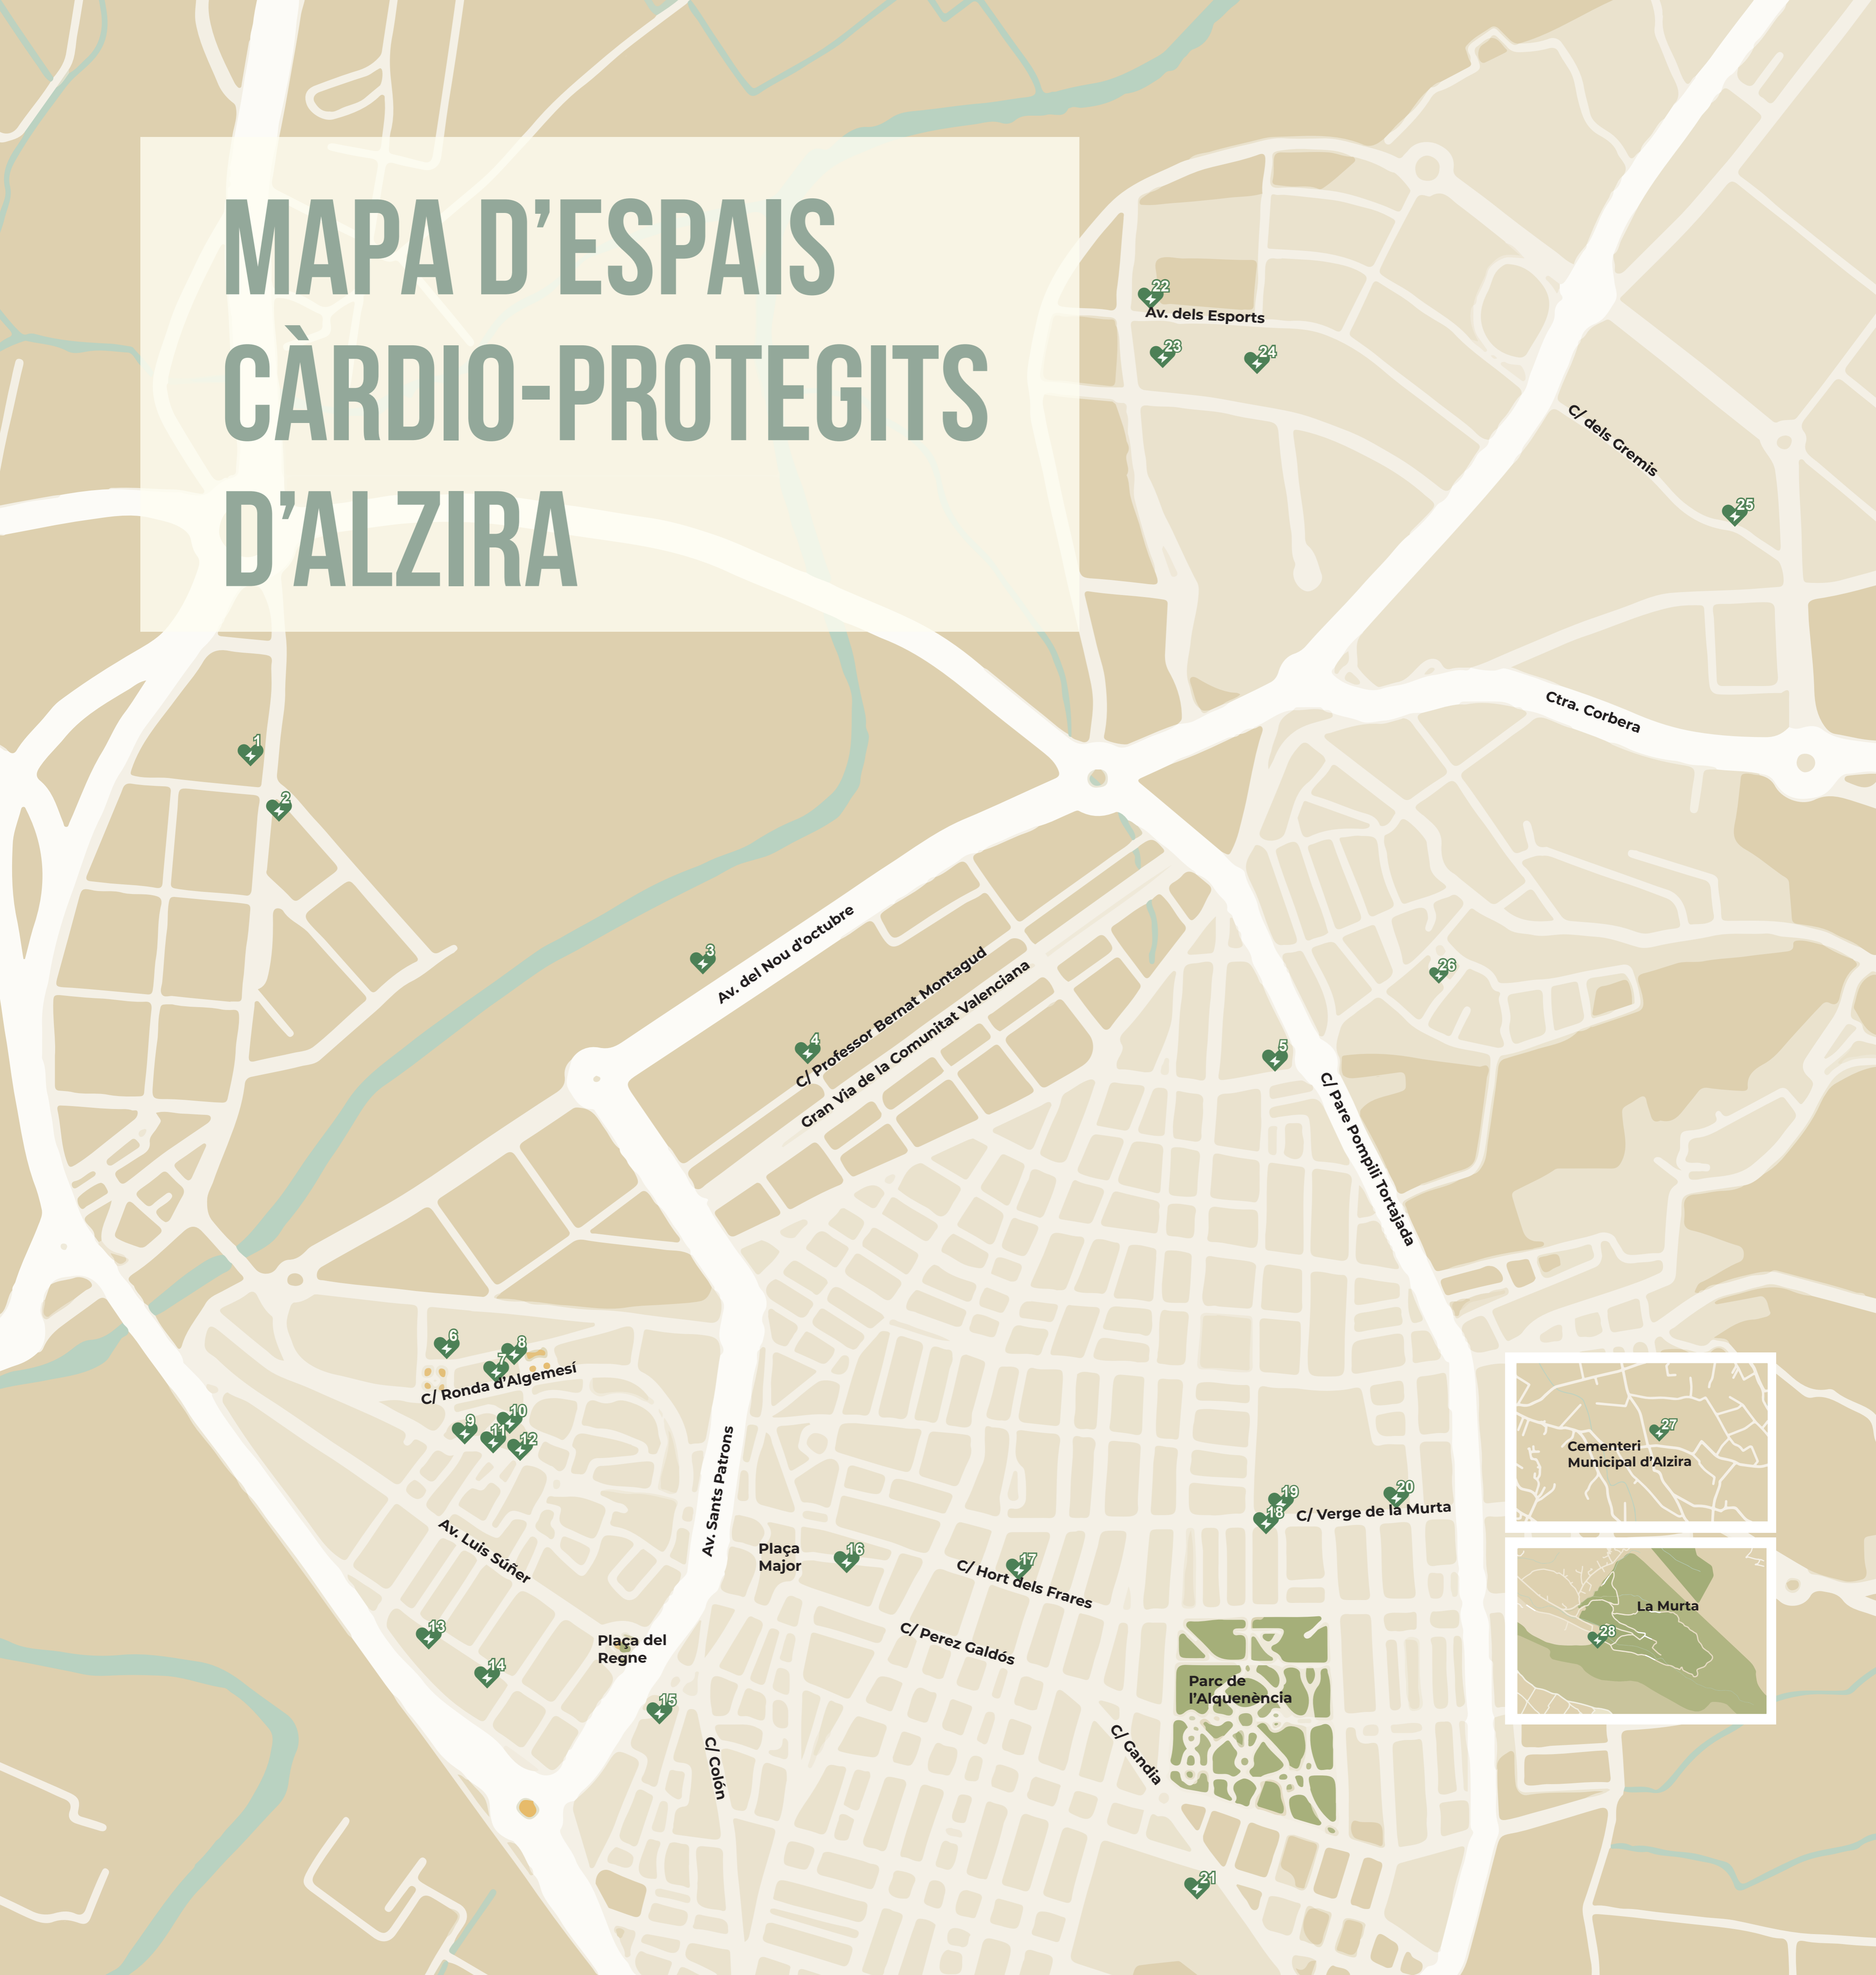 MAPA D'ESPAIS
CÀRDIO-PROTEGITS
D'ALZIRA
22
Av. dels Esports
23
24
C/ dels Gremis
25
Ctra. Corbera
1
2
3
Av. del Nou d'octubre
4
C/ Professor Bernat Montagud
Gran Via de la Comunitat Valenciana
26
5
C/ Pare Pompili Tortajada
6
8
7
C/ Ronda d'Algemesí
9
10
11
12
Av. Sants Patrons
Av. Luis Súñer
27
Cementeri
Municipal d'Alzira
19
20
18
C/ Verge de la Murta
Plaça
Major
16
17
C/ Hort dels Frares
La Murta
28
13
14
Plaça del
Regne
C/ Perez Galdós
15
C/ Colón
Parc de
l'Alquenència
C/ Gandia
21